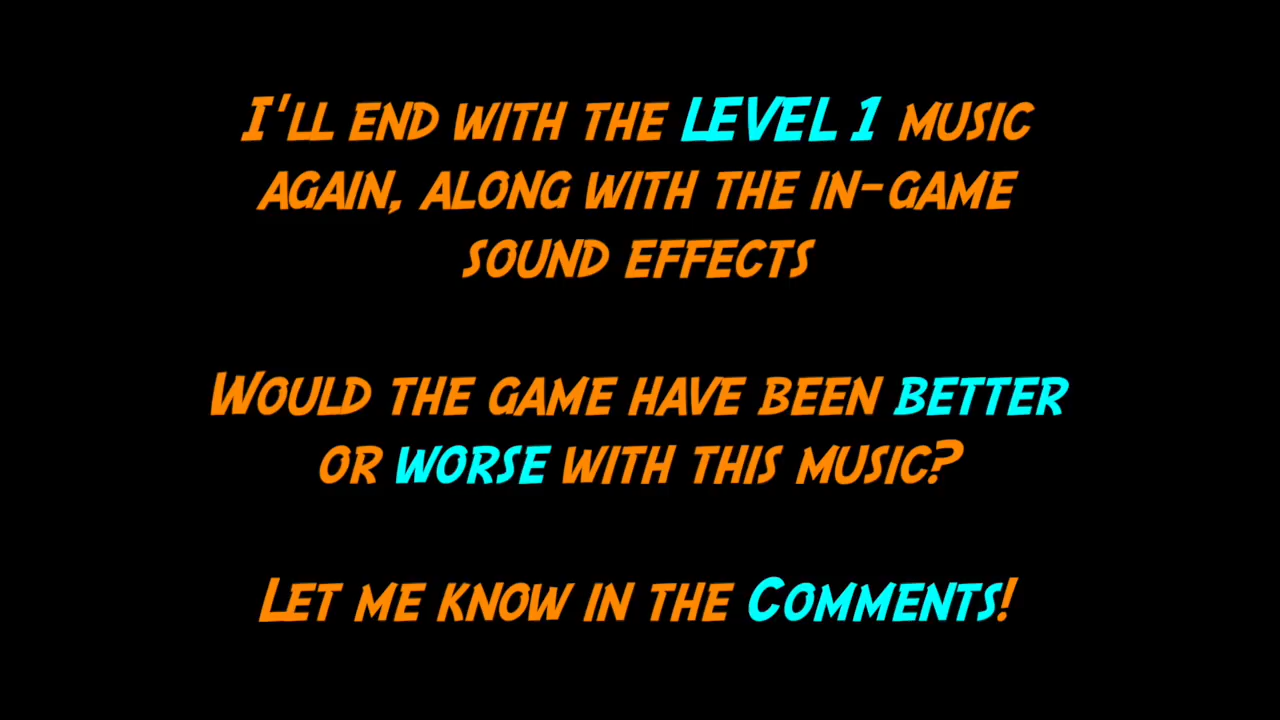 I'll end with the LEVEL 1 music
again, along with the in-game
sound effects
Would the game have been better
or worse with this music?
Let me know in the Comments!